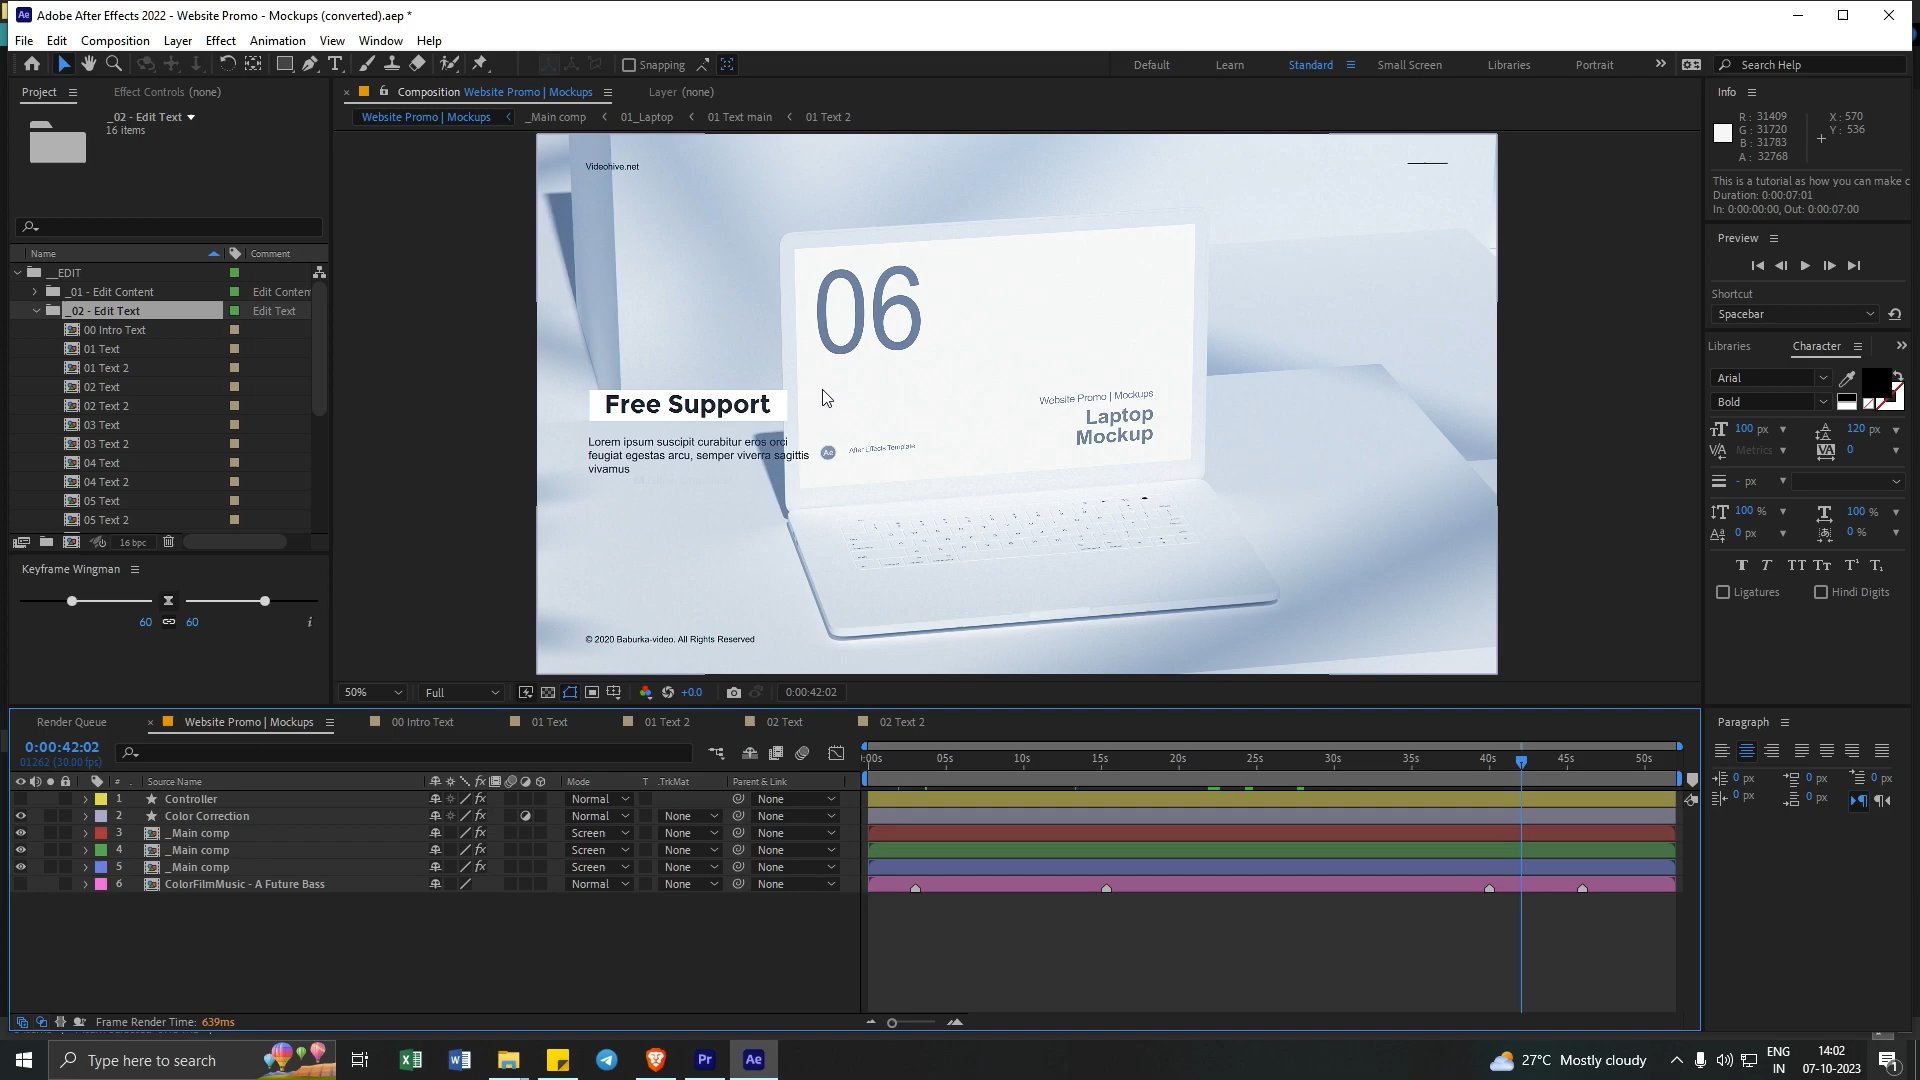 Adobe After Effects 2022 - Website Promo - Mockups (converted).aep *
File Edit Composition Layer Effect Animation View Window Help
Snapping
Default Learn Standard Small Screen Libraries Portrait
Search Help
Project
Effect Controls (none)
_02 - Edit Text
16 items
Name Comment
__EDIT
_01 - Edit Content Edit Conten
_02 - Edit Text Edit Text
00 Intro Text
01 Text
01 Text 2
02 Text
02 Text 2
03 Text
03 Text 2
04 Text
04 Text 2
05 Text
05 Text 2
16 bpc
Keyframe Wingman
60 60
Composition Website Promo | Mockups
Layer (none)
Website Promo | Mockups _Main comp 01_Laptop 01 Text main 01 Text 2
Videohive.net
06
Free Support
Lorem ipsum suscipit curabitur eros orci
feugiat egestas arcu, semper viverra sagittis
vivamus
Ae After Effects Template
Website Promo | Mockups
Laptop
Mockup
© 2020 Baburka-video. All Rights Reserved
50% Full +0.0 0:00:42:02
Info
R : 31409
G : 31720
B : 31783
A : 32768
X : 570
Y : 536
This is a tutorial as how you can make c
Duration: 0:00:07:01
In: 0:00:00:00, Out: 0:00:07:00
Preview
Shortcut
Spacebar
Libraries Character
Arial
Bold
100 px 120 px
Metrics 0
- px
100 % 100 %
0 px 0 %
Ligatures Hindi Digits
Paragraph
0 px 0 px 0 px
0 px 0 px
Render Queue Website Promo | Mockups 00 Intro Text 01 Text 01 Text 2 02 Text 02 Text 2
0:00:42:02
01262 (30.00 fps)
# Source Name Mode T .TrkMat Parent & Link
:00s 05s 10s 15s 20s 25s 30s 35s 40s 45s 50s
1 Controller Normal None
2 Color Correction Normal None None
3 _Main comp Screen None None
4 _Main comp Screen None None
5 _Main comp Screen None None
6 ColorFilmMusic - A Future Bass Normal None None
Frame Render Time: 639ms
Type here to search
Pr
Ae
27°C Mostly cloudy
ENG
IN
14:02
07-10-2023
1